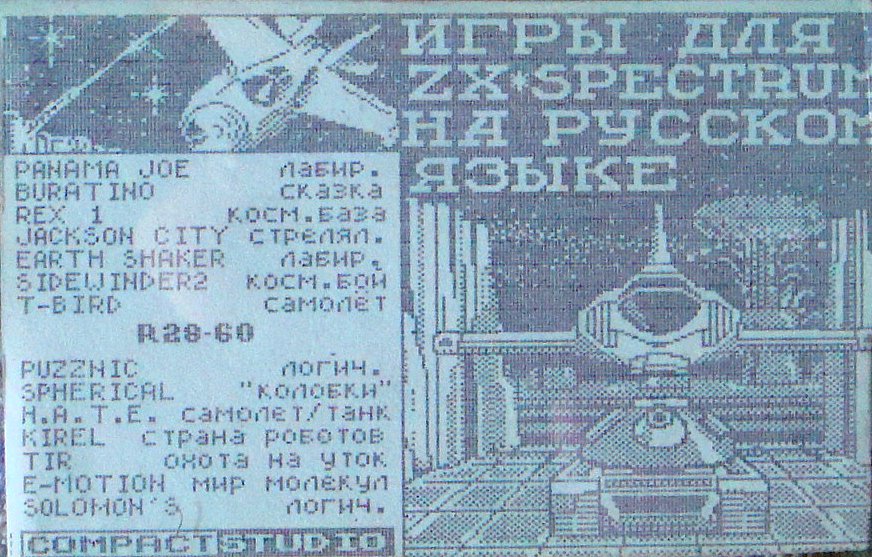 PANAMA JOE лабир.
BURATINO сказка
REX 1 косм.база
JACKSON CITY стрелял.
EARTH SHAKER лабир.
SIDEWINDER2 косм.бой
T-BIRD самолет
R28-60
PUZZNIC логич.
SPHERICAL "колобки"
H.A.T.E. самолет/танк
KIREL страна роботов
TIR охота на уток
E-MOTION мир молекул
SOLOMON'S логич.
COMPACT STUDIO
ИГРЫ ДЛЯ
ZX*SPECTRUM
НА РУССКОМ
ЯЗЫКЕ